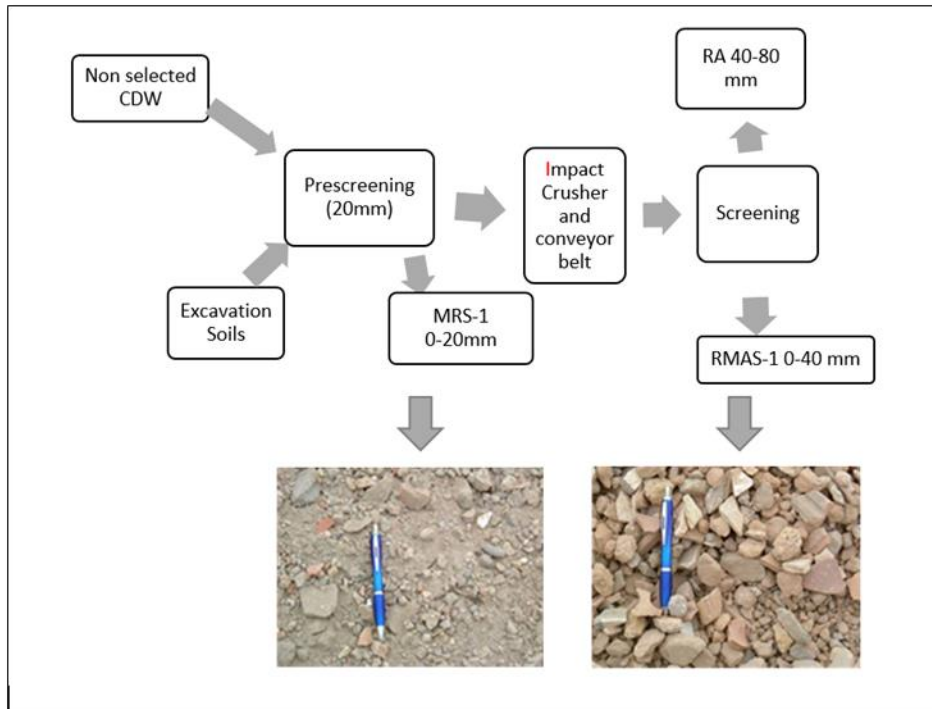 RA 40-80
mm
Non selected
CDW
Impact
Crusher
and
conveyor
belt
Prescreening
(20mm)
Screening
Excavation
Soils
MRS-1
0-20mm
RMAS-1 0-40 mm